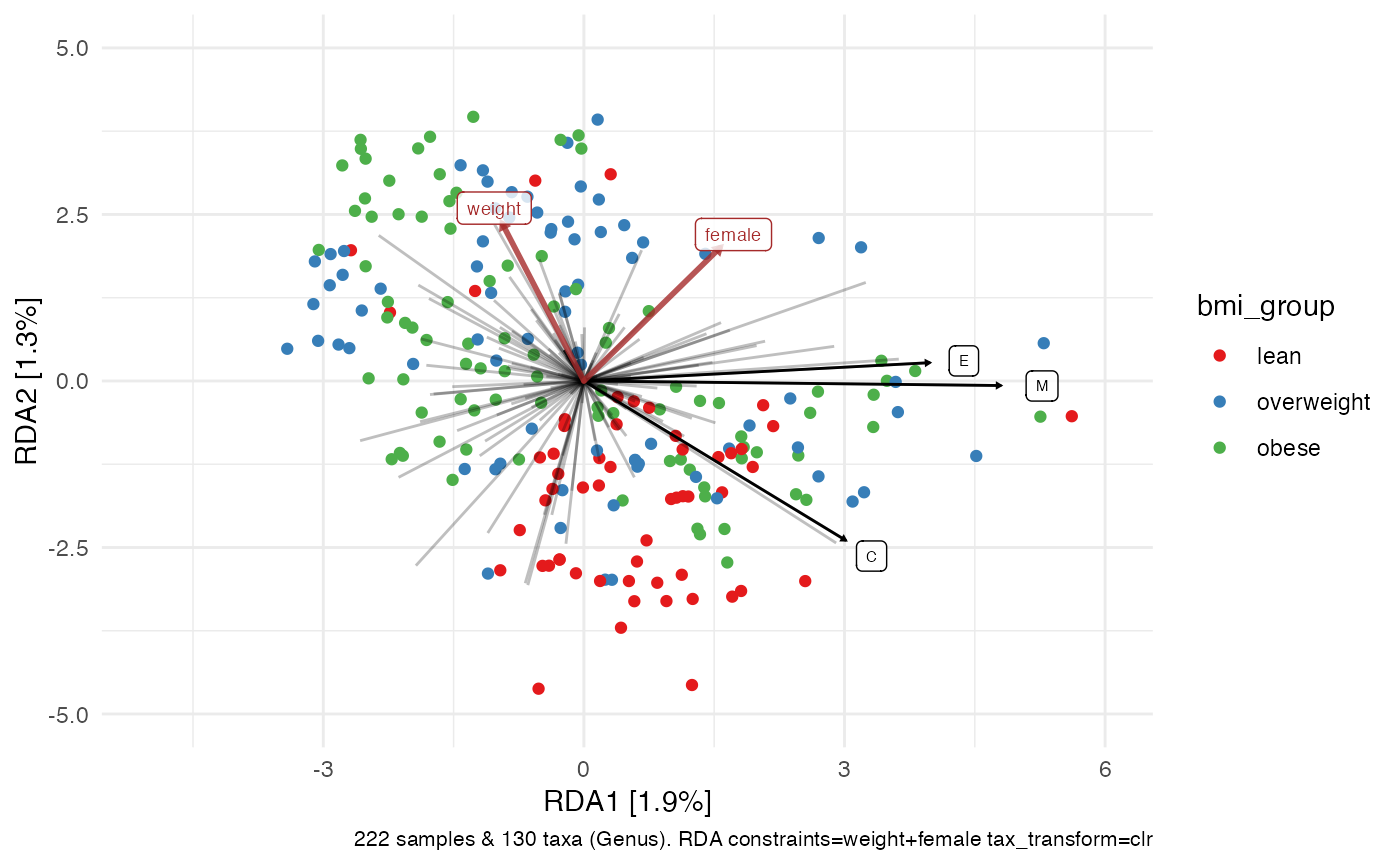 5.0
2.5
0.0
-2.5
-5.0
RDA2 [1.3%]
weight
female
E
M
C
-3
0
3
6
RDA1 [1.9%]
bmi_group
lean
overweight
obese
222 samples & 130 taxa (Genus). RDA constraints=weight+female tax_transform=clr